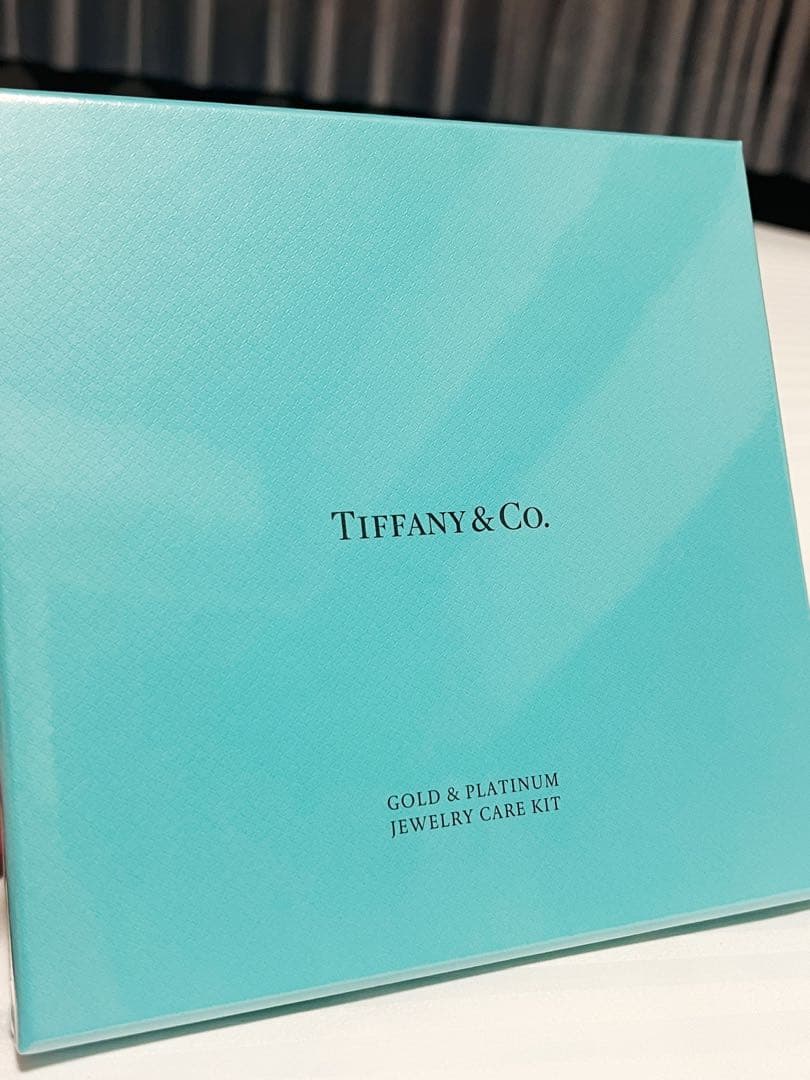 TIFFANY & CO.
GOLD & PLATINUM
JEWELRY CARE KIT